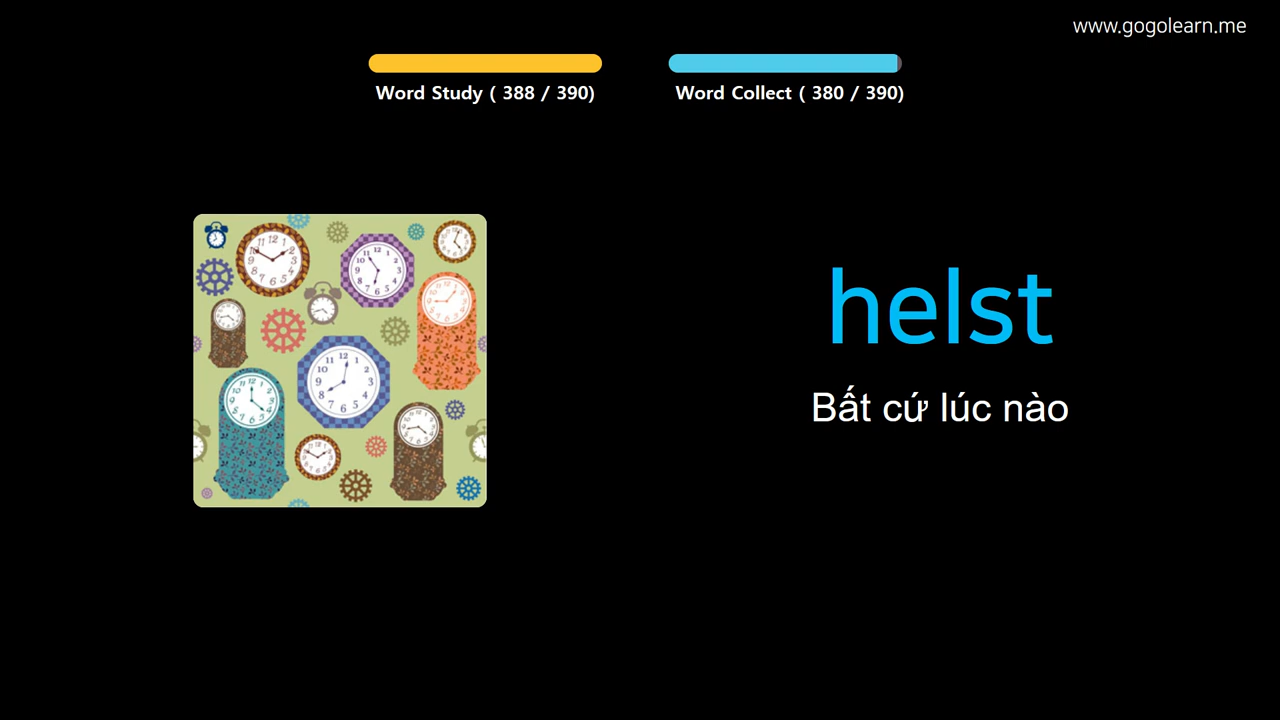 www.gogolearn.me
Word Study ( 388 / 390)
Word Collect ( 380 / 390)
helst
Bất cứ lúc nào